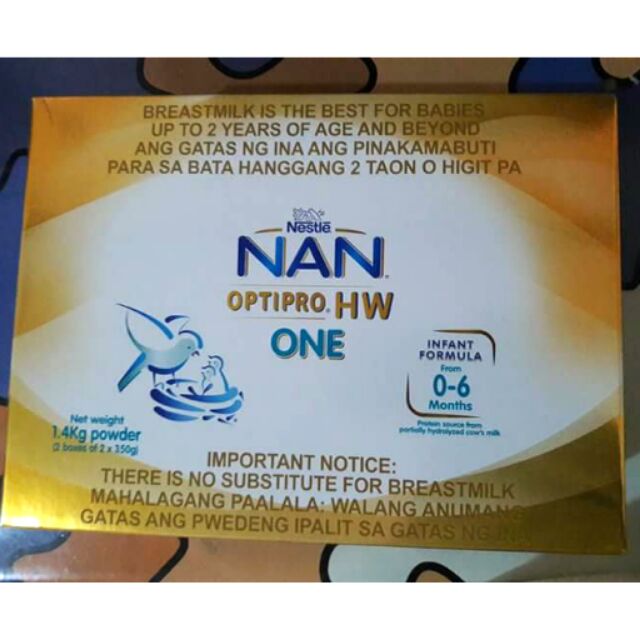 BREASTMILK IS THE BEST FOR BABIES
UP TO 2 YEARS OF AGE AND BEYOND
ANG GATAS NG INA ANG PINAKAMABUTI
PARA SA BATA HANGGANG 2 TAON O HIGIT PA
Nestlé
NAN
OPTIPRO. HW
ONE
INFANT
FORMULA
From
0-6
Months
Protein source from
partially hydrolyzed cow's milk
Net weight
1.4Kg powder
(2 boxes of 2 x 350g)
IMPORTANT NOTICE:
THERE IS NO SUBSTITUTE FOR BREASTMILK
MAHALAGANG PAALALA: WALANG ANUMANG
GATAS ANG PWEDENG IPALIT SA GATAS NG INA